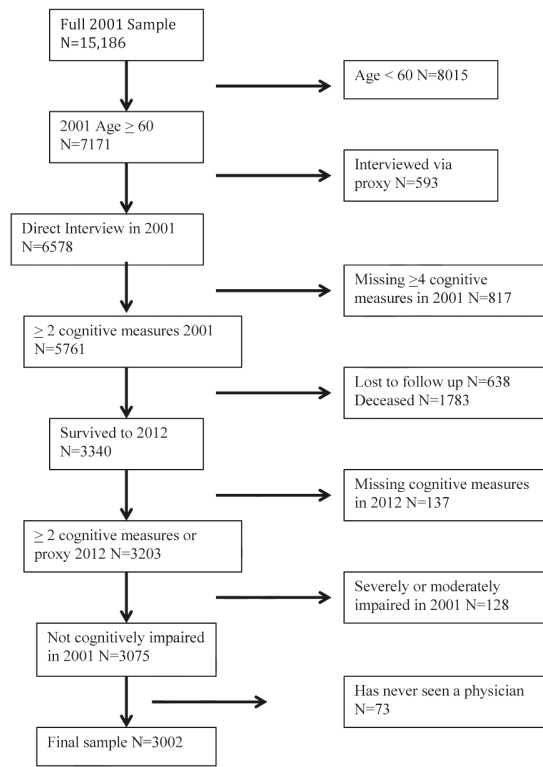 Full 2001 Sample
N=15,186
Age < 60 N=8015
2001 Age ≥ 60
N=7171
Interviewed via
proxy N=593
Direct Interview in 2001
N=6578
Missing ≥4 cognitive
measures in 2001 N=817
≥ 2 cognitive measures 2001
N=5761
Lost to follow up N=638
Deceased N=1783
Survived to 2012
N=3340
Missing cognitive measures
in 2012 N=137
≥ 2 cognitive measures or
proxy 2012 N=3203
Severely or moderately
impaired in 2001 N=128
Not cognitively impaired
in 2001 N=3075
Has never seen a physician
N=73
Final sample N=3002